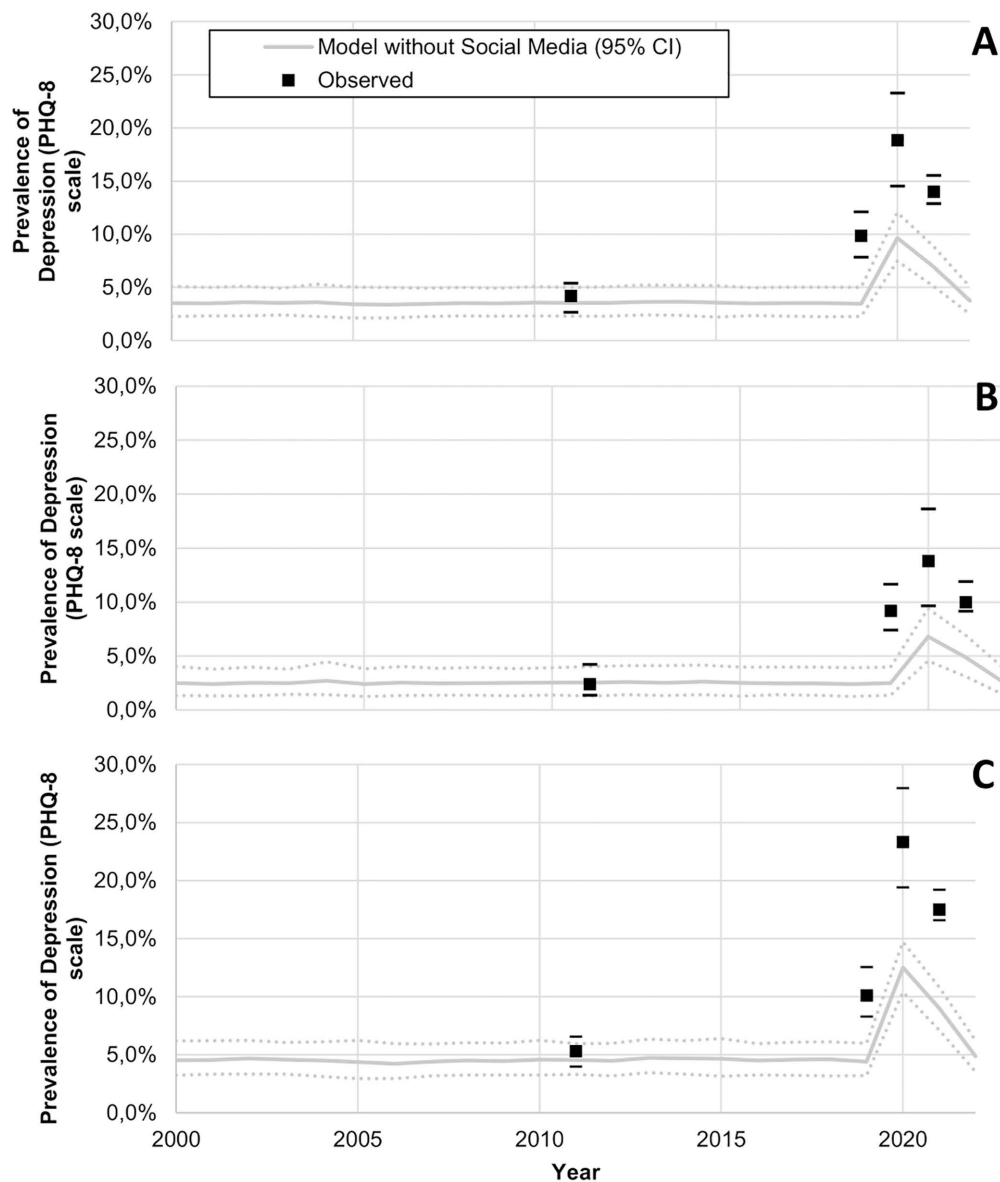 A
Model without Social Media (95% CI)
Observed
Prevalence of
Depression (PHQ-8
scale)
30,0%
25,0%
20,0%
15,0%
10,0%
5,0%
0,0%
B
Prevalence of Depression
(PHQ-8 scale)
30,0%
25,0%
20,0%
15,0%
10,0%
5,0%
0,0%
C
Prevalence of Depression (PHQ-8
scale)
30,0%
25,0%
20,0%
15,0%
10,0%
5,0%
0,0%
2000 2005 2010 2015 2020
Year